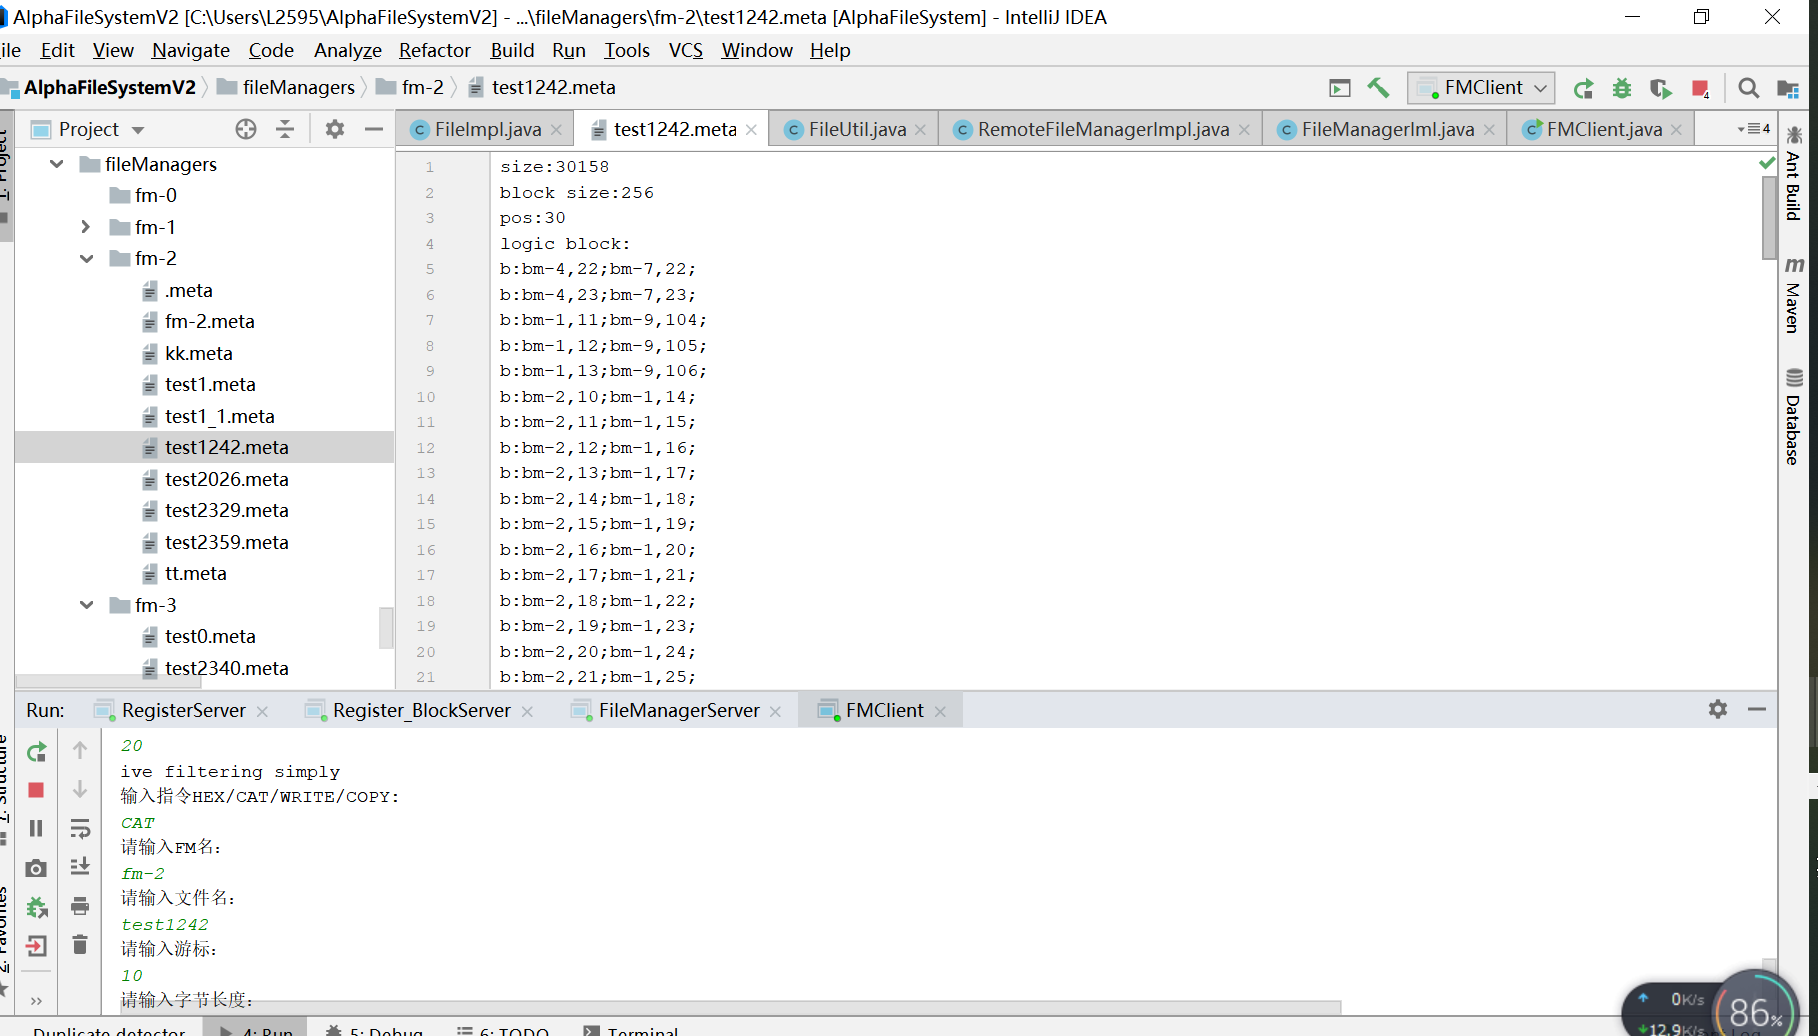 AlphaFileSystemV2 [C:\Users\L2595\AlphaFileSystemV2] - ...\fileManagers\fm-2\test1242.meta [AlphaFileSystem] - IntelliJ IDEA
ile Edit View Navigate Code Analyze Refactor Build Run Tools VCS Window Help
AlphaFileSystemV2 fileManagers fm-2 test1242.meta
FMClient
4
1: Project
Project
FileImpl.java
test1242.meta
FileUtil.java
RemoteFileManagerImpl.java
FileManagerIml.java
FMClient.java
4
fileManagers
fm-0
fm-1
fm-2
.meta
fm-2.meta
kk.meta
test1.meta
test1_1.meta
test1242.meta
test2026.meta
test2329.meta
test2359.meta
tt.meta
fm-3
test0.meta
test2340.meta
1 size:30158
2 block size:256
3 pos:30
4 logic block:
5 b:bm-4,22;bm-7,22;
6 b:bm-4,23;bm-7,23;
7 b:bm-1,11;bm-9,104;
8 b:bm-1,12;bm-9,105;
9 b:bm-1,13;bm-9,106;
10 b:bm-2,10;bm-1,14;
11 b:bm-2,11;bm-1,15;
12 b:bm-2,12;bm-1,16;
13 b:bm-2,13;bm-1,17;
14 b:bm-2,14;bm-1,18;
15 b:bm-2,15;bm-1,19;
16 b:bm-2,16;bm-1,20;
17 b:bm-2,17;bm-1,21;
18 b:bm-2,18;bm-1,22;
19 b:bm-2,19;bm-1,23;
20 b:bm-2,20;bm-1,24;
21 b:bm-2,21;bm-1,25;
Ant Build
m Maven
Database
Run: RegisterServer Register_BlockServer FileManagerServer FMClient
20
ive filtering simply
输入指令HEX/CAT/WRITE/COPY:
CAT
请输入FM名:
fm-2
请输入文件名:
test1242
请输入游标:
10
请输入字节长度:
Structure
2: Favorites
0K/s
12.9K/s
86%
Duplicate detector 4: Run 5: Debug 6: TODO Terminal